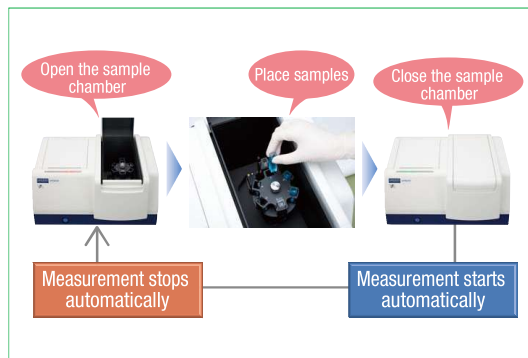 Open the sample
chamber
Place samples
Close the sample
chamber
Measurement stops
automatically
Measurement starts
automatically